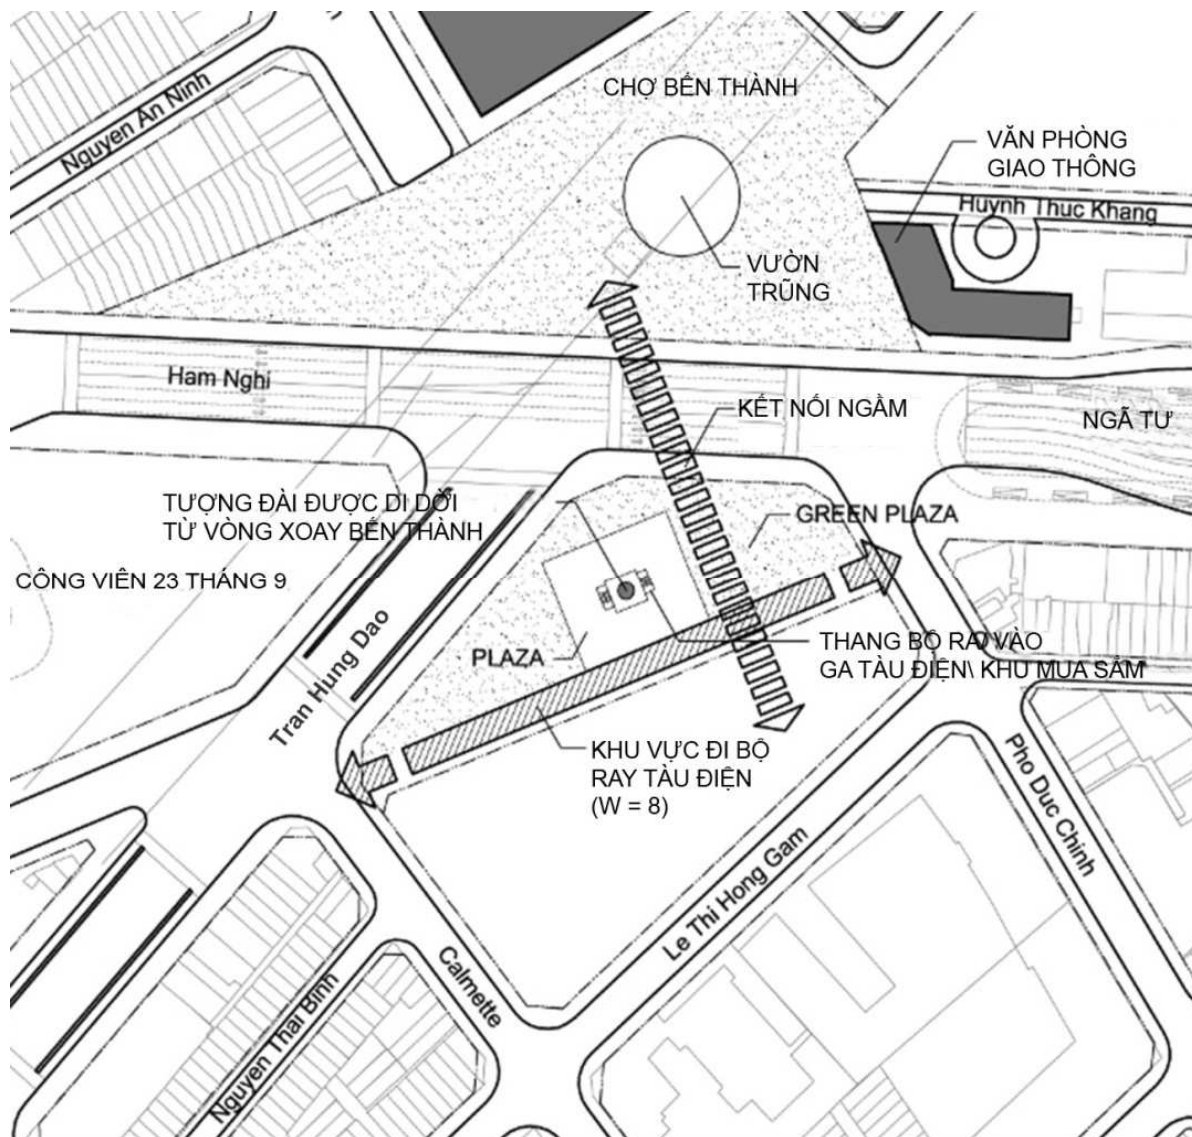 CHỢ BẾN THÀNH
Nguyen An Ninh
VĂN PHÒNG
GIAO THÔNG
Huynh Thuc Khang
VƯỜN
TRŨNG
Ham Nghi
KẾT NỐI NGẦM
NGÃ TƯ
TƯỢNG ĐÀI ĐƯỢC DI DỜI
TỪ VÒNG XOAY BẾN THÀNH
GREEN PLAZA
CÔNG VIÊN 23 THÁNG 9
Tran Hung Dao
PLAZA
THANG BỘ RA\ VÀO
GA TÀU ĐIỆN\ KHU MUA SẮM
KHU VỰC ĐI BỘ
RAY TÀU ĐIỆN
(W = 8)
Pho Duc Chinh
Le Thi Hong Gam
Calmette
Nguyen Thai Binh